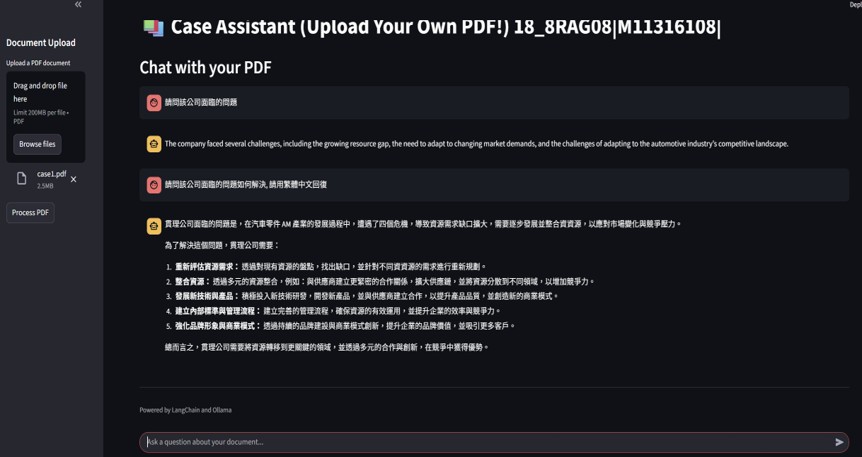 Depl
Case Assistant (Upload Your Own PDF!) 18_8RAG08|M11316108|
Document Upload
Upload a PDF document
Drag and drop file
here
Limit 200MB per file •
PDF
Browse files
case1.pdf
2.5MB
Process PDF
Chat with your PDF
請問該公司面臨的問題
The company faced several challenges, including the growing resource gap, the need to adapt to changing market demands, and the challenges of adapting to the automotive industry's competitive landscape.
請問該公司面臨的問題如何解決, 請用繁體中文回復
貫理公司面臨的問題是，在汽車零件 AM 產業的發展過程中，遭遇了四個危機，導致資源需求缺口擴大，需要逐步發展並整合資資源，以應對市場變化與競爭壓力。
為了解決這個問題，貫理公司需要：
1. 重新評估資源需求： 透過對現有資源的盤點，找出缺口，並針對不同資資源的需求進行重新規劃。
2. 整合資源： 透過多元的資源整合，例如：與供應商建立更緊密的合作關係，擴大供應鏈，並將資源分散到不同領域，以增加競爭力。
3. 發展新技術與產品： 積極投入新技術研發，開發新產品，並與供應商建立合作，以提升產品品質，並創造新的商業模式。
4. 建立內部標準與管理流程： 建立完善的管理流程，確保資源的有效運用，並提升企業的效率與競爭力。
5. 強化品牌形象與商業模式： 透過持續的品牌建設與商業模式創新，提升企業的品牌價值，並吸引更多客戶。
總而言之，貫理公司需要將資源轉移到更關鍵的領域，並透過多元的合作與創新，在競爭中獲得優勢。
Powered by LangChain and Ollama
Ask a question about your document...